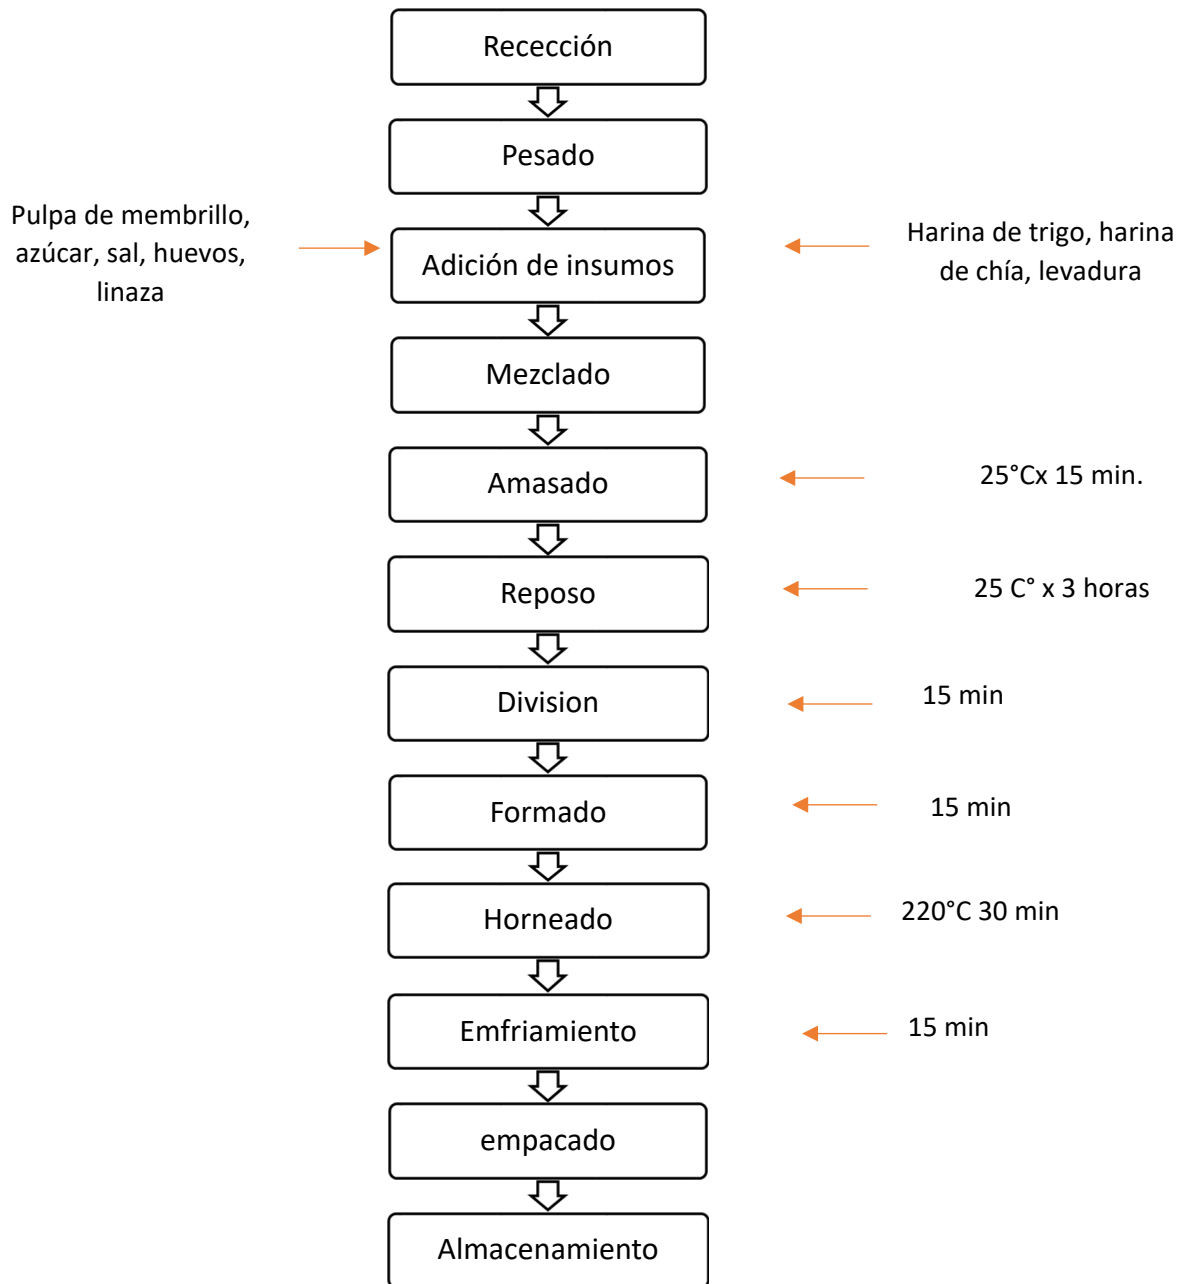 Recección
Pesado
Pulpa de membrillo,
azúcar, sal, huevos,
linaza
Adición de insumos
Harina de trigo, harina
de chía, levadura
Mezclado
Amasado
25°Cx 15 min.
Reposo
25 C° x 3 horas
Division
15 min
Formado
15 min
Horneado
220°C 30 min
Emfriamiento
15 min
empacado
Almacenamiento